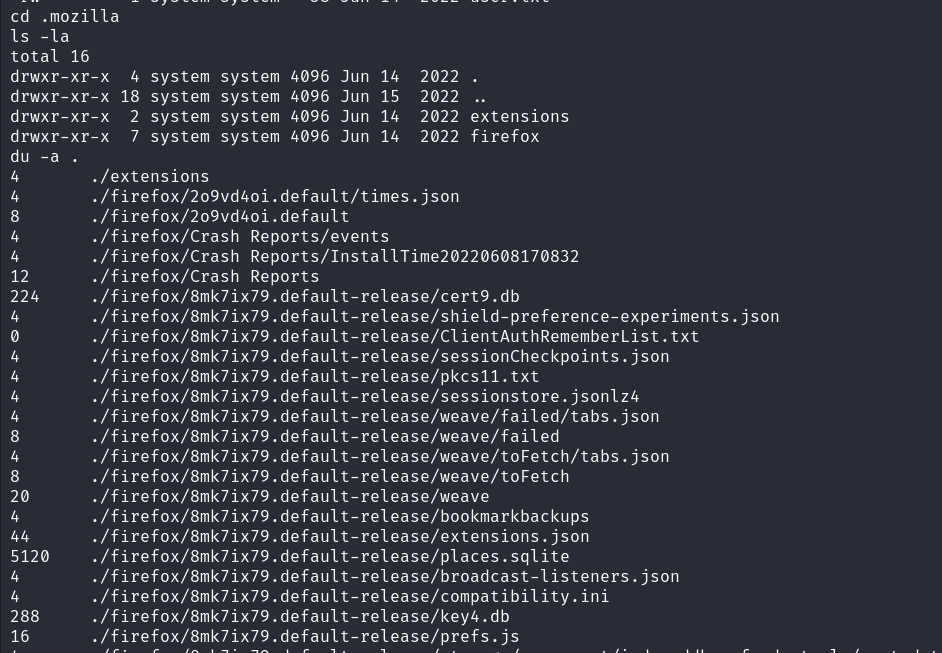 1 system system 33 Jun 14 2022 user.txt
cd .mozilla
ls -la
total 16
drwxr-xr-x  4 system system 4096 Jun 14  2022 .
drwxr-xr-x 18 system system 4096 Jun 15  2022 ..
drwxr-xr-x  2 system system 4096 Jun 14  2022 extensions
drwxr-xr-x  7 system system 4096 Jun 14  2022 firefox
du -a .
4       ./extensions
4       ./firefox/2o9vd4oi.default/times.json
8       ./firefox/2o9vd4oi.default
4       ./firefox/Crash Reports/events
4       ./firefox/Crash Reports/InstallTime20220608170832
12      ./firefox/Crash Reports
224     ./firefox/8mk7ix79.default-release/cert9.db
4       ./firefox/8mk7ix79.default-release/shield-preference-experiments.json
0       ./firefox/8mk7ix79.default-release/ClientAuthRememberList.txt
4       ./firefox/8mk7ix79.default-release/sessionCheckpoints.json
4       ./firefox/8mk7ix79.default-release/pkcs11.txt
4       ./firefox/8mk7ix79.default-release/sessionstore.jsonlz4
4       ./firefox/8mk7ix79.default-release/weave/failed/tabs.json
8       ./firefox/8mk7ix79.default-release/weave/failed
4       ./firefox/8mk7ix79.default-release/weave/toFetch/tabs.json
8       ./firefox/8mk7ix79.default-release/weave/toFetch
20      ./firefox/8mk7ix79.default-release/weave
4       ./firefox/8mk7ix79.default-release/bookmarkbackups
44      ./firefox/8mk7ix79.default-release/extensions.json
5120    ./firefox/8mk7ix79.default-release/places.sqlite
4       ./firefox/8mk7ix79.default-release/broadcast-listeners.json
4       ./firefox/8mk7ix79.default-release/compatibility.ini
288     ./firefox/8mk7ix79.default-release/key4.db
16      ./firefox/8mk7ix79.default-release/prefs.js